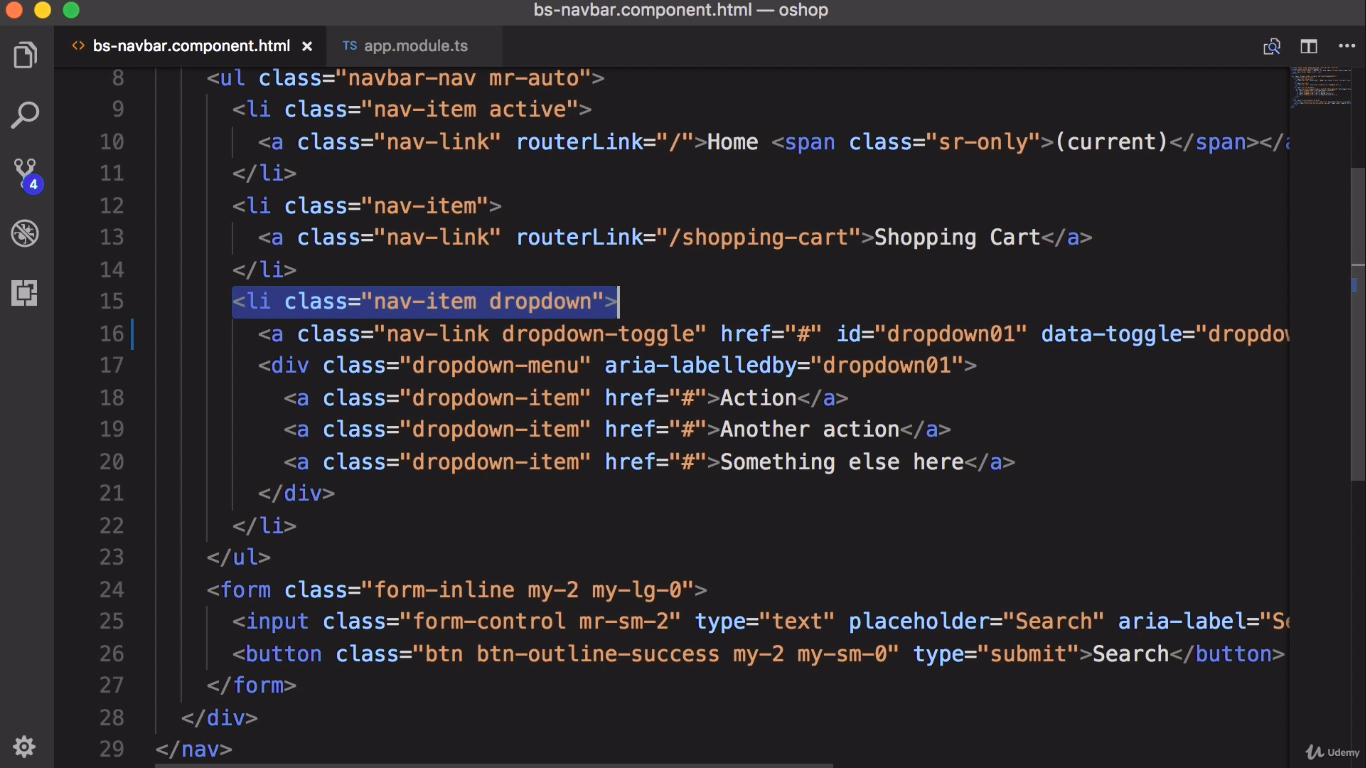 bs-navbar.component.html — oshop
<> bs-navbar.component.html × TS app.module.ts
8 <ul class="navbar-nav mr-auto">
9 <li class="nav-item active">
10 <a class="nav-link" routerLink="/">Home <span class="sr-only">(current)</span></a
11 </li>
12 <li class="nav-item">
13 <a class="nav-link" routerLink="/shopping-cart">Shopping Cart</a>
14 </li>
15 <li class="nav-item dropdown">
16 <a class="nav-link dropdown-toggle" href="#" id="dropdown01" data-toggle="dropdow
17 <div class="dropdown-menu" aria-labelledby="dropdown01">
18 <a class="dropdown-item" href="#">Action</a>
19 <a class="dropdown-item" href="#">Another action</a>
20 <a class="dropdown-item" href="#">Something else here</a>
21 </div>
22 </li>
23 </ul>
24 <form class="form-inline my-2 my-lg-0">
25 <input class="form-control mr-sm-2" type="text" placeholder="Search" aria-label="Se
26 <button class="btn btn-outline-success my-2 my-sm-0" type="submit">Search</button>
27 </form>
28 </div>
29 </nav>
4
Udemy